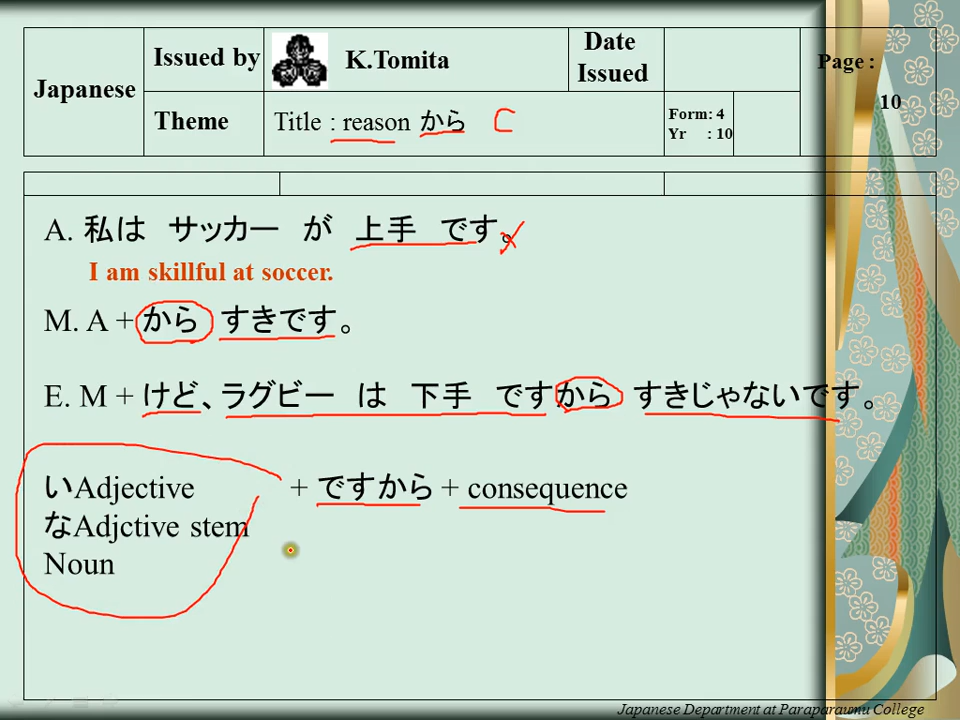 Japanese
Issued by
K.Tomita
Date Issued
Page :
10
Theme
Title : reason から C
Form: 4
Yr : 10
A. 私は サッカー が 上手 です。
I am skillful at soccer.
M. A + から すきです。
E. M + けど、ラグビー は 下手 ですから すきじゃないです。
いAdjective + ですから + consequence
なAdjctive stem
Noun
Japanese Department at Paraparaumu College